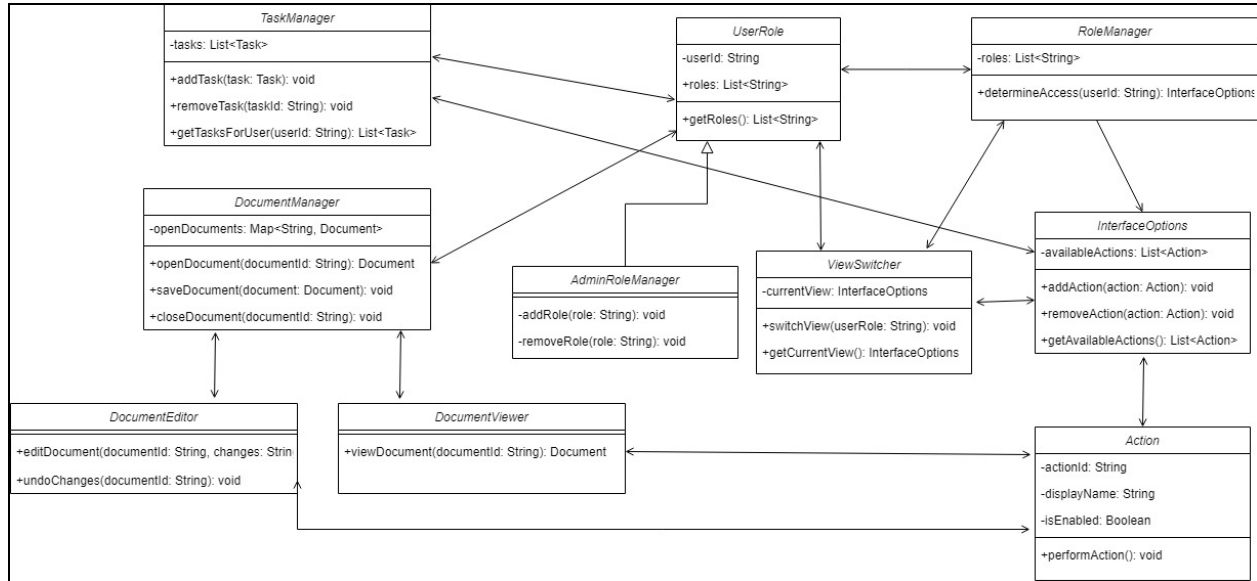 TaskManager
-tasks: List<Task>
+addTask(task: Task): void
+removeTask(taskId: String): void
+getTasksForUser(userId: String): List<Task>
UserRole
-userId: String
+roles: List<String>
+getRoles(): List<String>
RoleManager
-roles: List<String>
+determineAccess(userId: String): InterfaceOptions
DocumentManager
-openDocuments: Map<String, Document>
+openDocument(documentId: String): Document
+saveDocument(document: Document): void
+closeDocument(documentId: String): void
AdminRoleManager
-addRole(role: String): void
-removeRole(role: String): void
ViewSwitcher
-currentView: InterfaceOptions
+switchView(userRole: String): void
+getCurrentView(): InterfaceOptions
InterfaceOptions
-availableActions: List<Action>
+addAction(action: Action): void
+removeAction(action: Action): void
+getAvailableActions(): List<Action>
DocumentEditor
+editDocument(documentId: String, changes: Strin
+undoChanges(documentId: String): void
DocumentViewer
+viewDocument(documentId: String): Document
Action
-actionId: String
-displayName: String
-isEnabled: Boolean
+performAction(): void